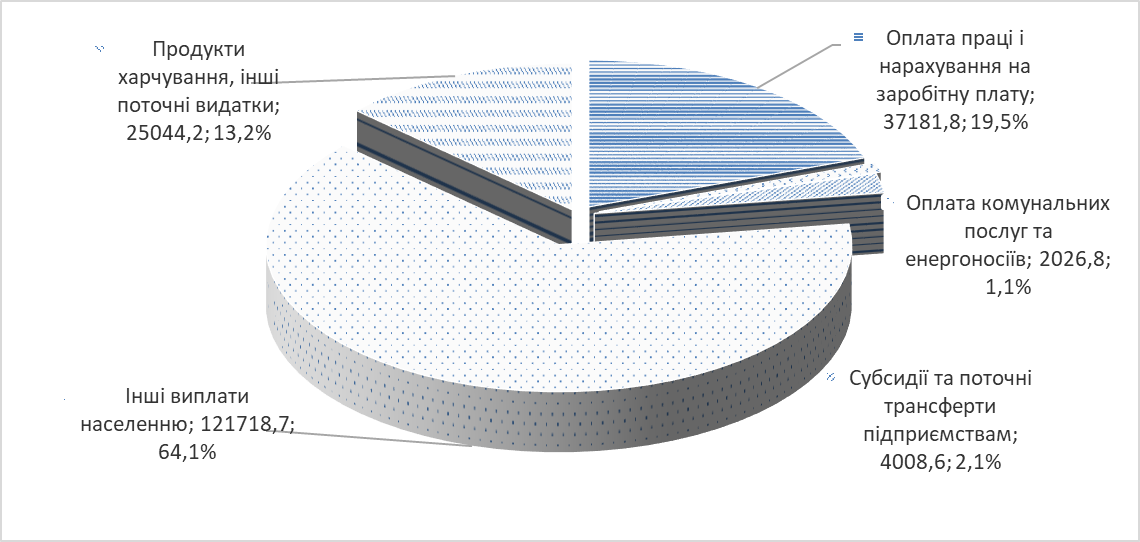 Продукти
харчування, інші
поточні видатки;
25044,2; 13,2%
Оплата праці і
нарахування на
заробітну плату;
37181,8; 19,5%
Оплата комунальних
послуг та
енергоносіїв; 2026,8;
1,1%
Субсидії та поточні
трансферти
підприємствам;
4008,6; 2,1%
Інші виплати
населенню; 121718,7;
64,1%